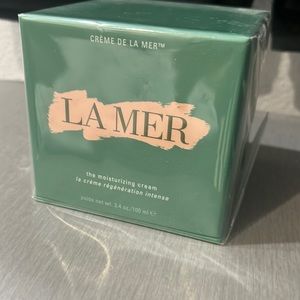 CRÈME DE LA MER™
LA MER
the moisturizing cream
la crème régénération intense
poids net wt. 3.4 oz./100 ml ℮